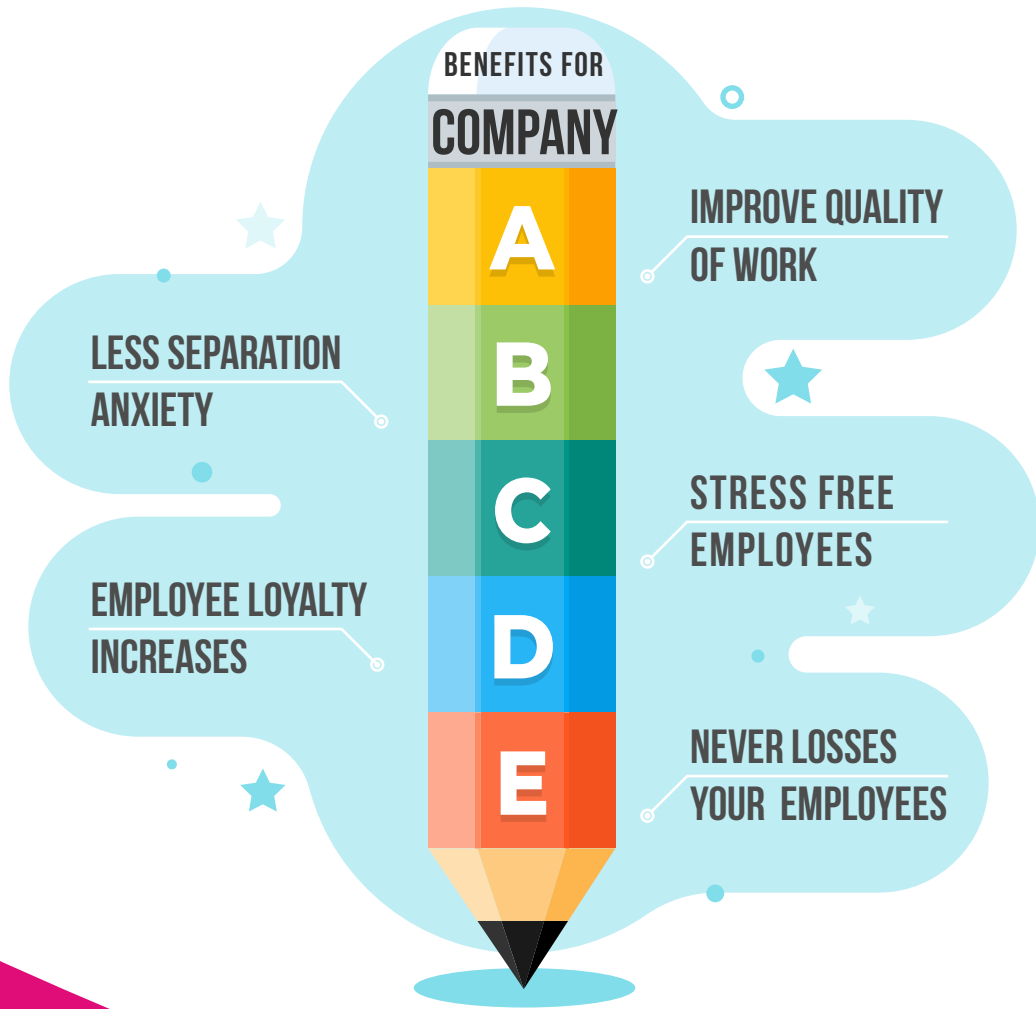 BENEFITS FOR
COMPANY
A
IMPROVE QUALITY
OF WORK
B
LESS SEPARATION
ANXIETY
C
STRESS FREE
EMPLOYEES
D
EMPLOYEE LOYALTY
INCREASES
E
NEVER LOSSES
YOUR EMPLOYEES